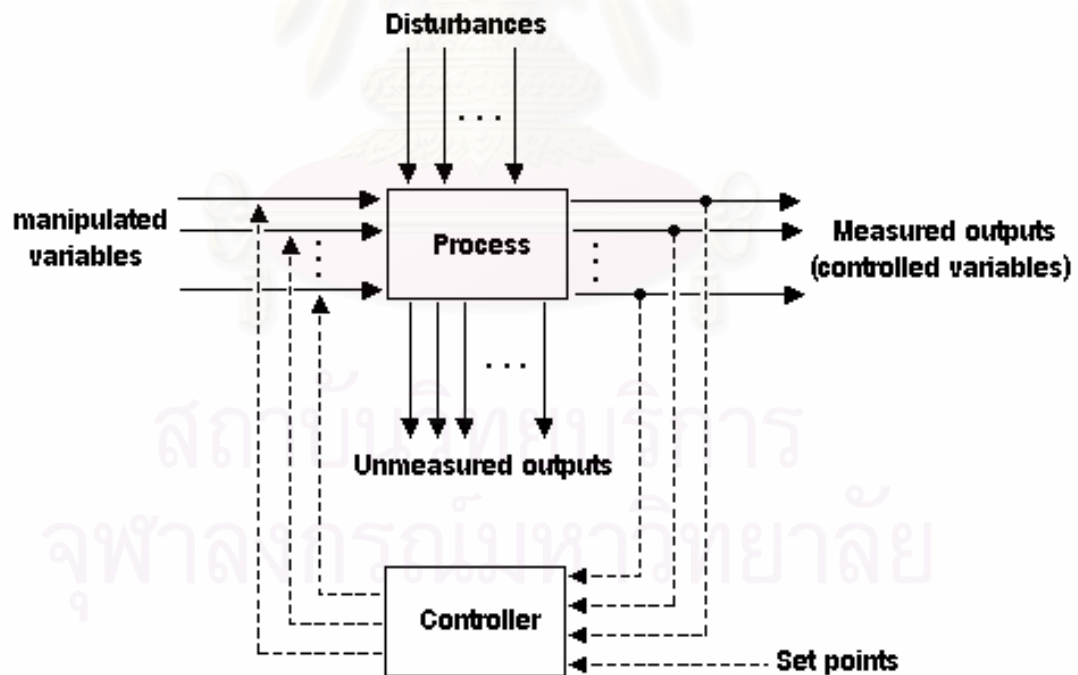 Disturbances
manipulated
variables
Process
Measured outputs
(controlled variables)
Unmeasured outputs
สถาบันวิทยบริการ
จุฬาลงกรณ์มหาวิทยาลัย
Controller
Set points